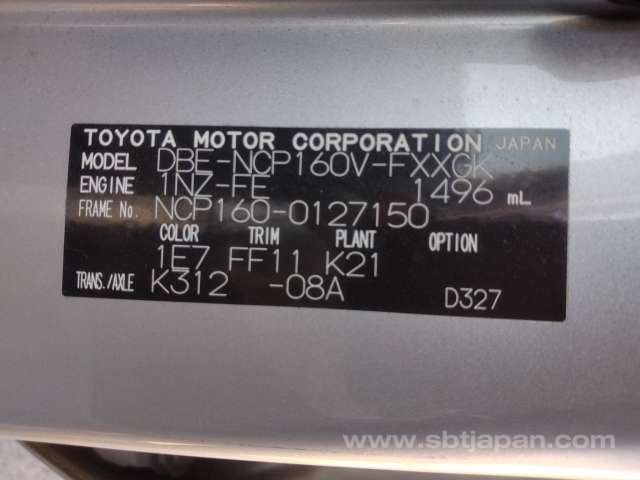 TOYOTA MOTOR CORPORATION JAPAN
MODEL DBE-NCP160V-FXXGK
ENGINE 1NZ-FE 1496 mL
FRAME No. NCP160-0127150
COLOR TRIM PLANT OPTION
1E7 FF11 K21
TRANS./AXLE K312 -08A D327
www.sbtjapan.com